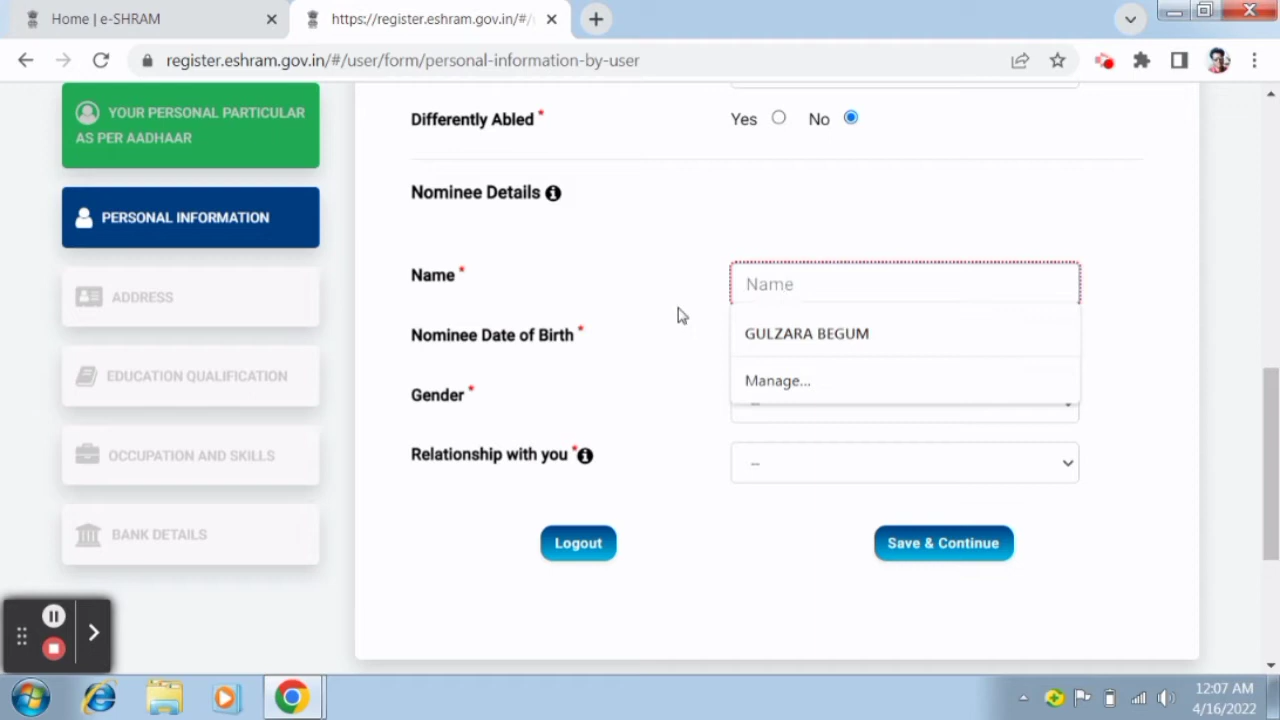 Home | e-SHRAM
https://register.eshram.gov.in/#/
register.eshram.gov.in/#/user/form/personal-information-by-user
YOUR PERSONAL PARTICULAR
AS PER AADHAAR
PERSONAL INFORMATION
ADDRESS
EDUCATION QUALIFICATION
OCCUPATION AND SKILLS
BANK DETAILS
Differently Abled *
Yes No
Nominee Details
Name *
Name
GULZARA BEGUM
Manage...
Nominee Date of Birth *
Gender *
--
Relationship with you *
--
Logout
Save & Continue
12:07 AM
4/16/2022